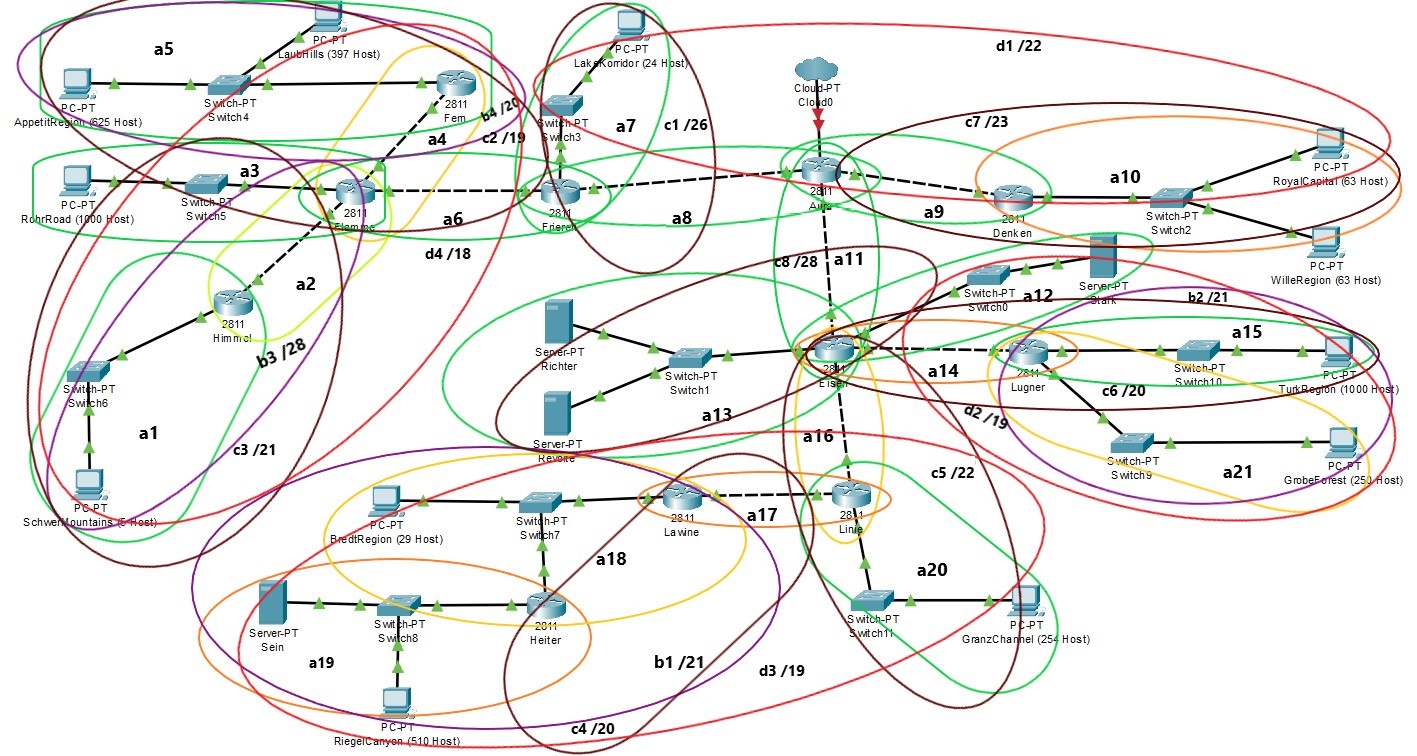 a5
PC-PT
LaubHills (397 Host)
PC-PT
AppetitRegion (625 Host)
Switch-PT
Switch4
2811
Fern
b4 /20
a4
c2 /19
PC-PT
LakeKorridor (24 Host)
Switch-PT
Switch3
a7
c1 /26
d1 /22
Cloud-PT
Cloud0
c7 /23
a3
PC-PT
RohrRoad (1000 Host)
Switch-PT
Switch5
2811
Flamme
a6
d4 /18
2811
Frieren
a8
2811
Aura
a9
2811
Denken
a10
Switch-PT
Switch2
PC-PT
RoyalCapital (63 Host)
PC-PT
WilleRegion (63 Host)
a2
2811
Himmel
b3 /28
Switch-PT
Switch6
a1
c3 /21
PC-PT
SchwerMountains (5 Host)
c8 /28
a11
Switch-PT
Switch0
a12
Server-PT
Stark
b2 /21
Server-PT
Richter
Switch-PT
Switch1
Server-PT
Revolte
a13
2811
Eisen
a14
2811
Lugner
a15
Switch-PT
Switch10
PC-PT
TurkRegion (1000 Host)
c6 /20
d2 /19
Switch-PT
Switch9
a21
PC-PT
GrobeForest (250 Host)
a16
c5 /22
PC-PT
BredtRegion (29 Host)
Switch-PT
Switch7
2811
Lawine
a17
2811
Linie
a18
a20
Switch-PT
Switch11
PC-PT
GranzChannel (254 Host)
Server-PT
Sein
Switch-PT
Switch8
2811
Heiter
a19
b1 /21
d3 /19
PC-PT
RiegelCanyon (510 Host)
c4 /20